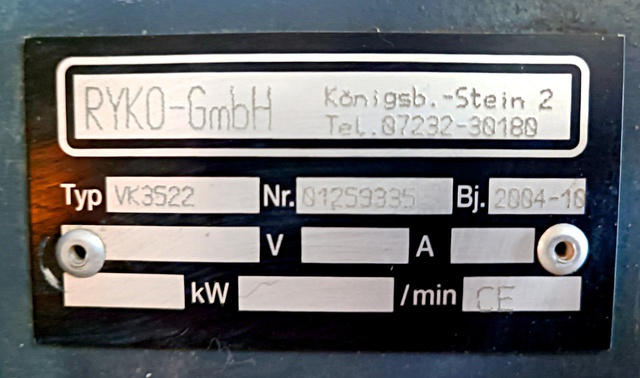 RYKO-GmbH
Königsb.-Stein 2
Tel.07232-30180
Typ VK3522 Nr. 01259335 Bj. 2004-10
V A
kW /min CE